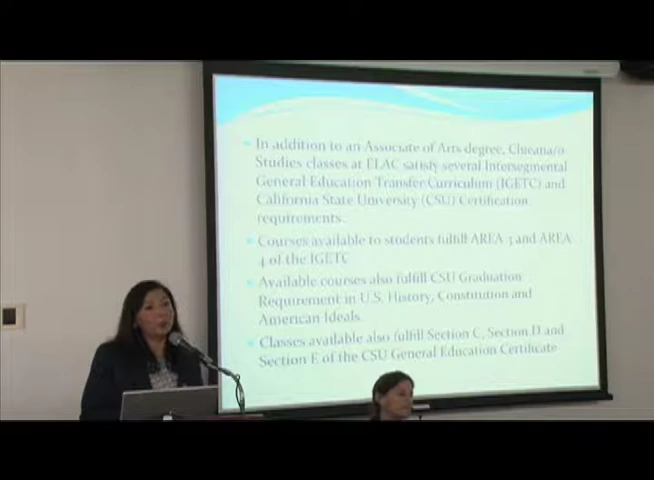 In addition to an Associate of Arts degree, Chicana/o
Studies classes at ELAC satisfy several Intersegmental
General Education Transfer Curriculum (IGETC) and
California State University (CSU) Certification
requirements.
Courses available to students fulfill AREA 3 and AREA
4 of the IGETC
Available courses also fulfill CSU Graduation
Requirement in U.S. History, Constitution and
American Ideals.
Classes available also fulfill Section C, Section D and
Section E of the CSU General Education Certificate